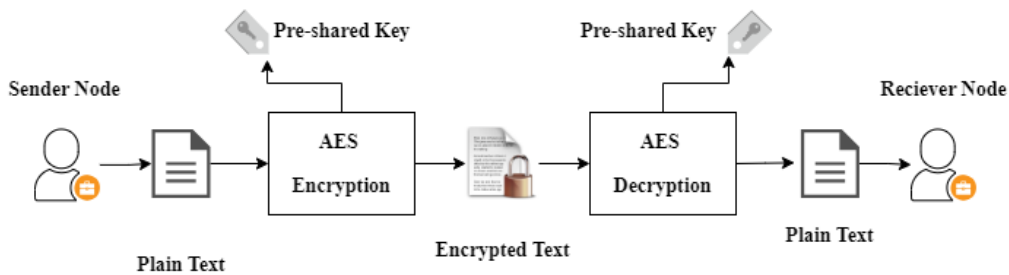 Pre-shared Key
Pre-shared Key
Sender Node
Reciever Node
AES
Encryption
AES
Decryption
Plain Text
Encrypted Text
Plain Text